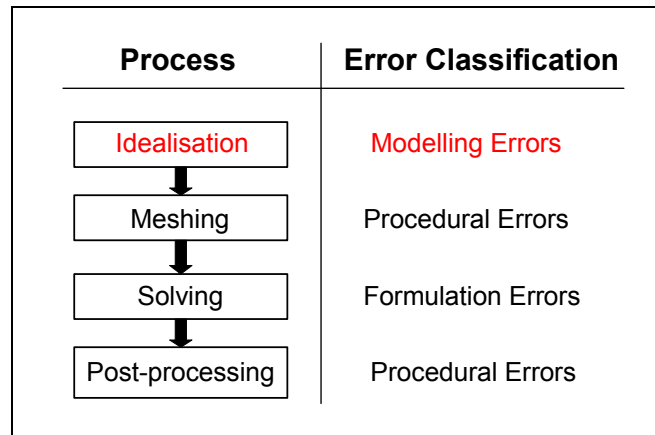 Process Error Classification
Idealisation Modelling Errors
Meshing Procedural Errors
Solving Formulation Errors
Post-processing Procedural Errors